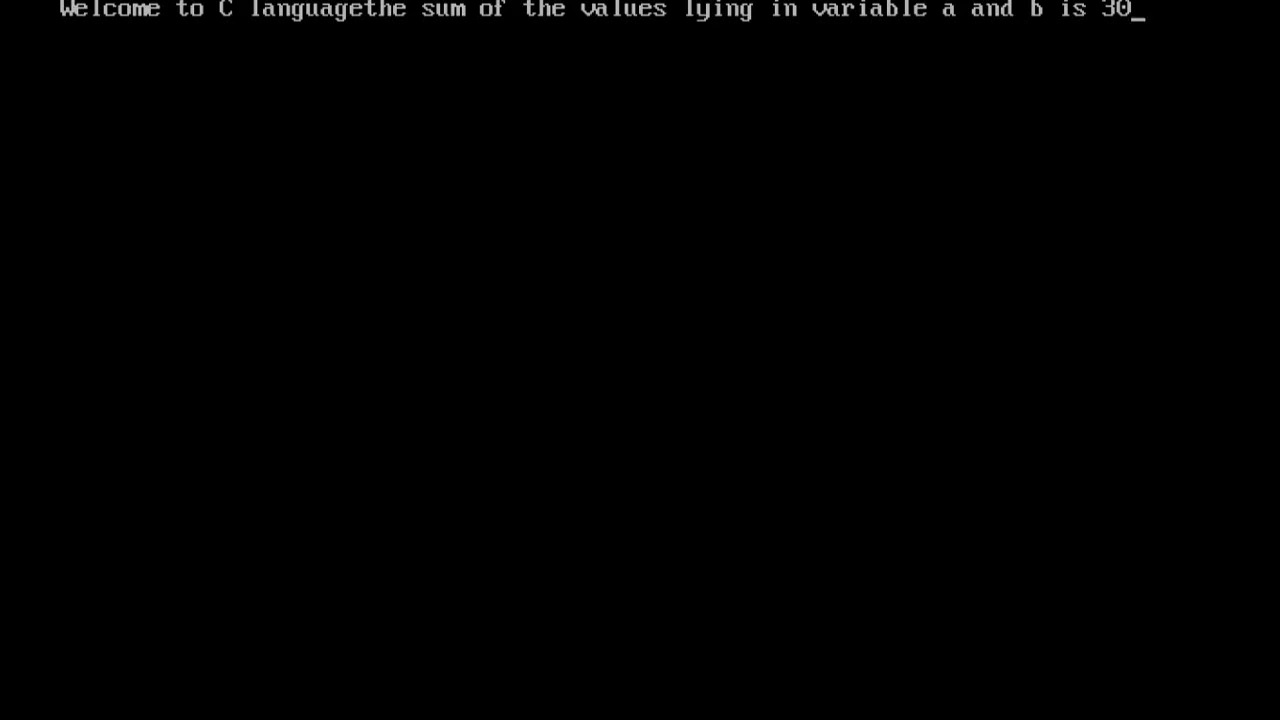 Welcome to C languagethe sum of the values lying in variable a and b is 30_